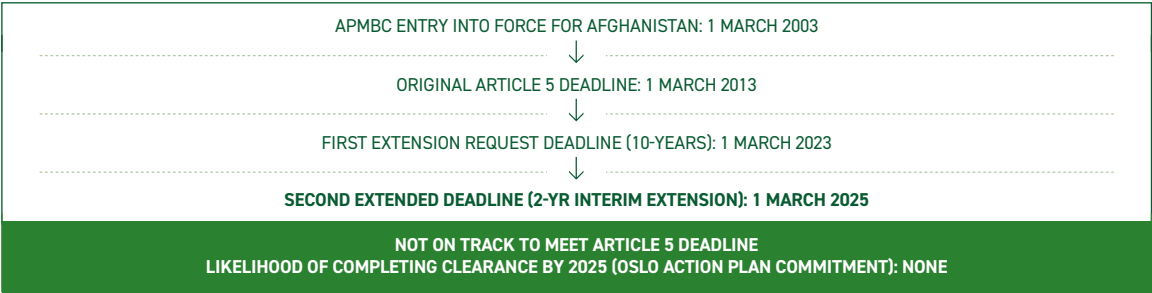 APMBC ENTRY INTO FORCE FOR AFGHANISTAN: 1 MARCH 2003
ORIGINAL ARTICLE 5 DEADLINE: 1 MARCH 2013
FIRST EXTENSION REQUEST DEADLINE (10-YEARS): 1 MARCH 2023
SECOND EXTENDED DEADLINE (2-YR INTERIM EXTENSION): 1 MARCH 2025
NOT ON TRACK TO MEET ARTICLE 5 DEADLINE
LIKELIHOOD OF COMPLETING CLEARANCE BY 2025 (OSLO ACTION PLAN COMMITMENT): NONE